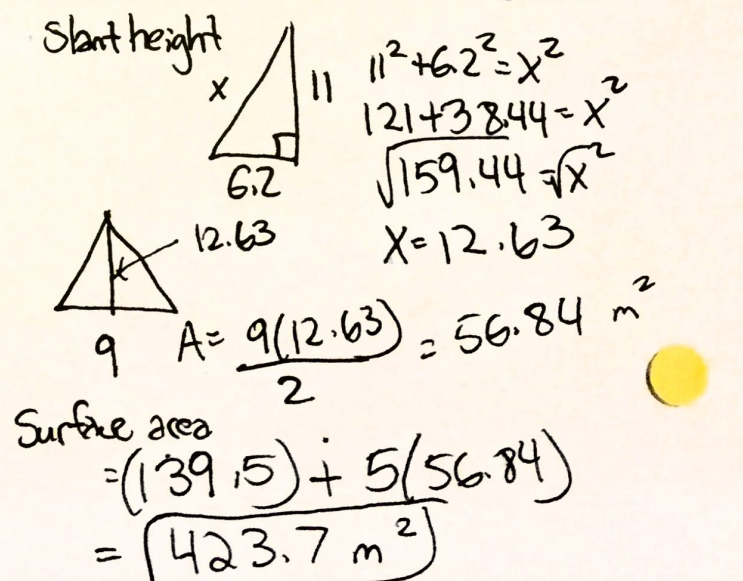 Slant height
x
11
6.2
11² + 6.2² = x²
121 + 38.44 = x²
√159.44 = √x²
x = 12.63
12.63
9
A = 9(12.63)/2 = 56.84 m²
Surface area
= (139.5) + 5(56.84)
= 423.7 m²